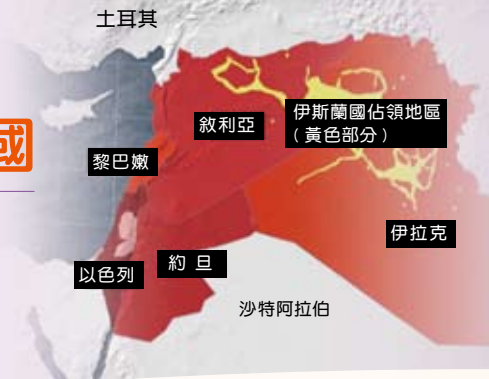 土耳其
伊斯蘭國佔領地區
（黃色部分）
敘利亞
域
黎巴嫩
伊拉克
約旦
以色列
沙特阿拉伯